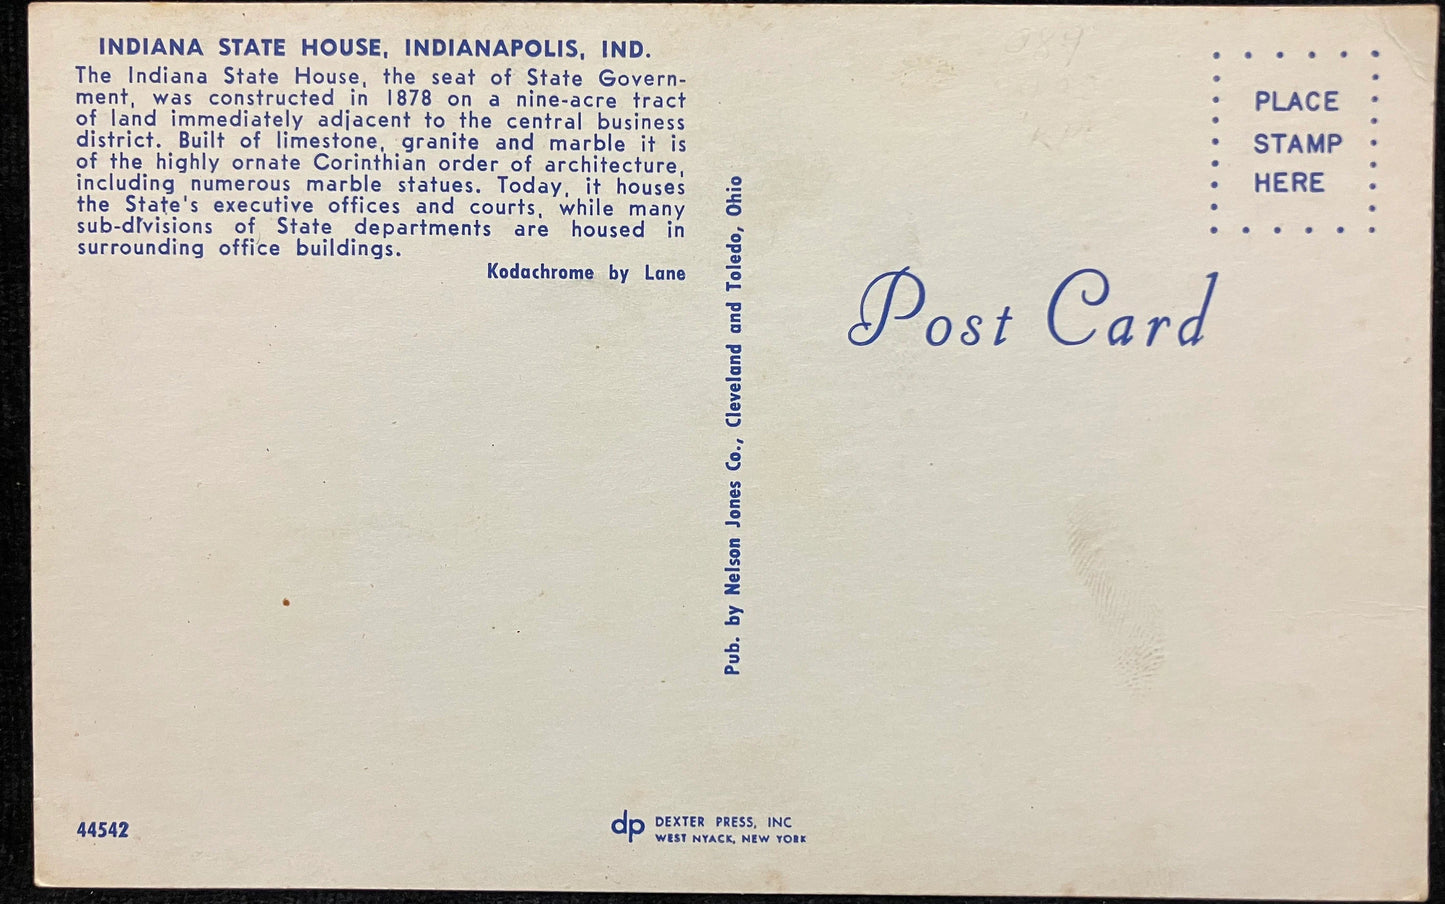 INDIANA STATE HOUSE, INDIANAPOLIS, IND.
The Indiana State House, the seat of State Govern-
ment, was constructed in 1878 on a nine-acre tract
of land immediately adjacent to the central business
district. Built of limestone, granite and marble it is
of the highly ornate Corinthian order of architecture,
including numerous marble statues. Today, it houses
the State's executive offices and courts, while many
sub-divisions of State departments are housed in
surrounding office buildings.
Kodachrome by Lane
44542
Pub. by Nelson Jones Co., Cleveland and Toledo, Ohio
dp DEXTER PRESS, INC
WEST NYACK, NEW YORK
PLACE
STAMP
HERE
Post Card